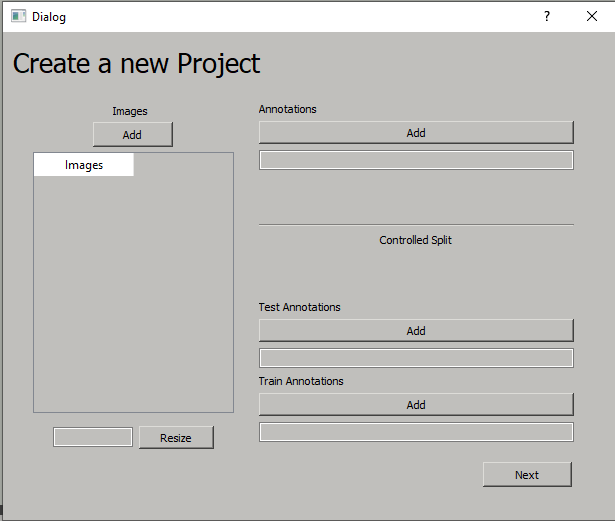 Dialog
?
Create a new Project
Images
Add
Images
Resize
Annotations
Add
Controlled Split
Test Annotations
Add
Train Annotations
Add
Next